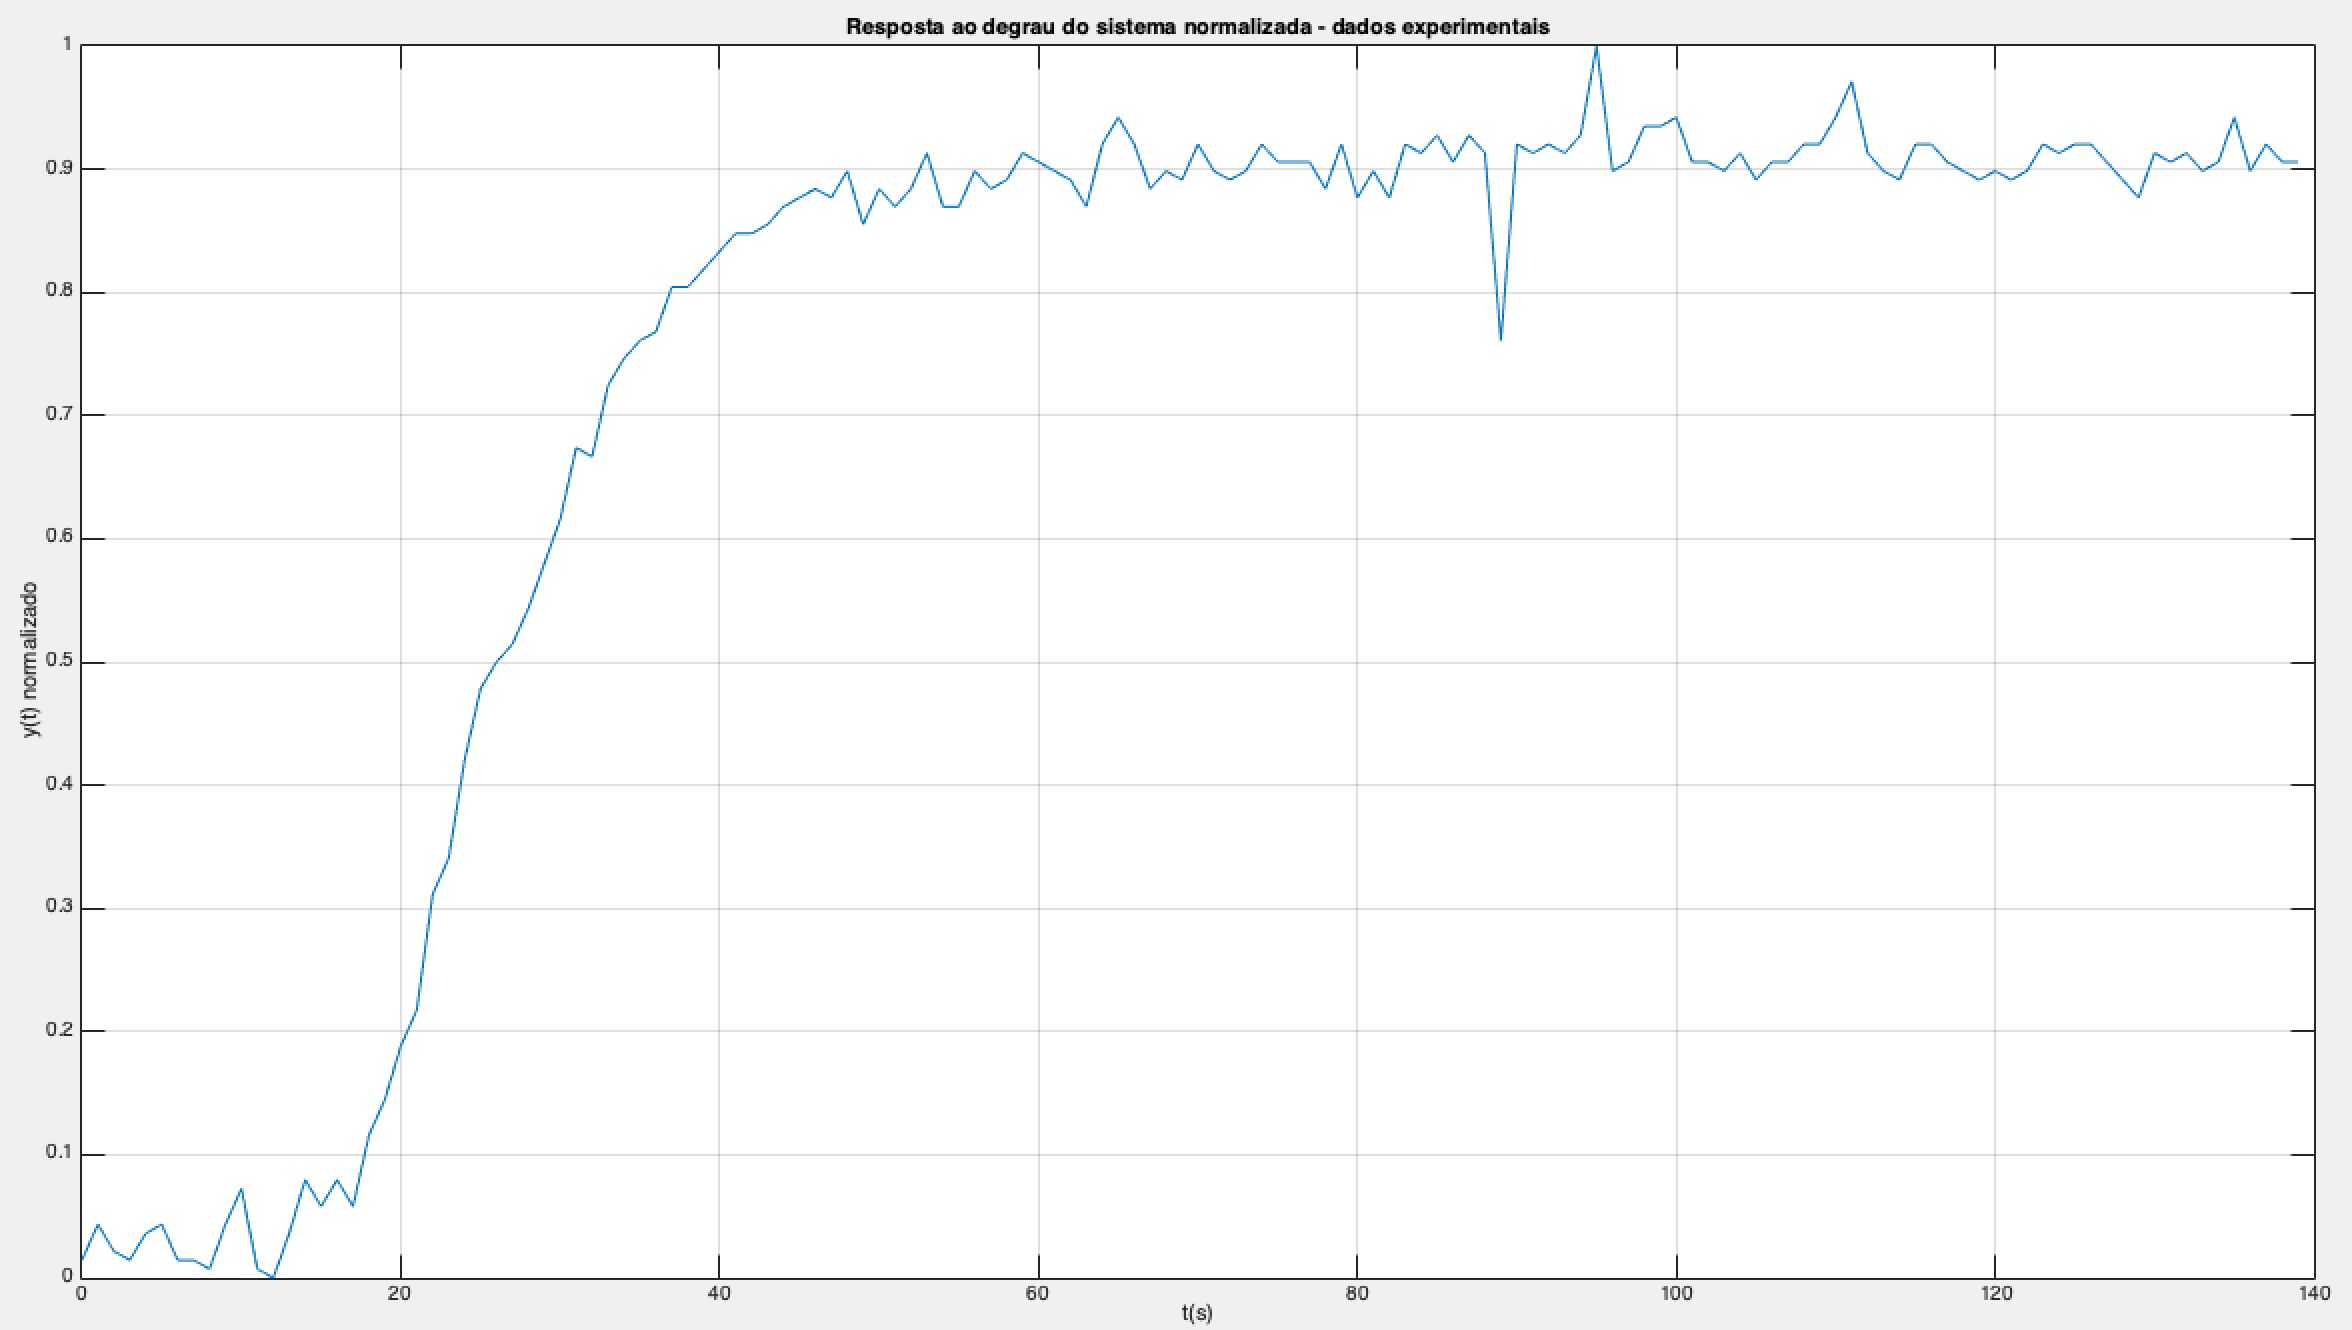 Resposta ao degrau do sistema normalizada - dados experimentais
1
0.9
0.8
0.7
0.6
0.5
0.4
0.3
0.2
0.1
0
y(t) normalizado
0 20 40 60 80 100 120 140
t(s)